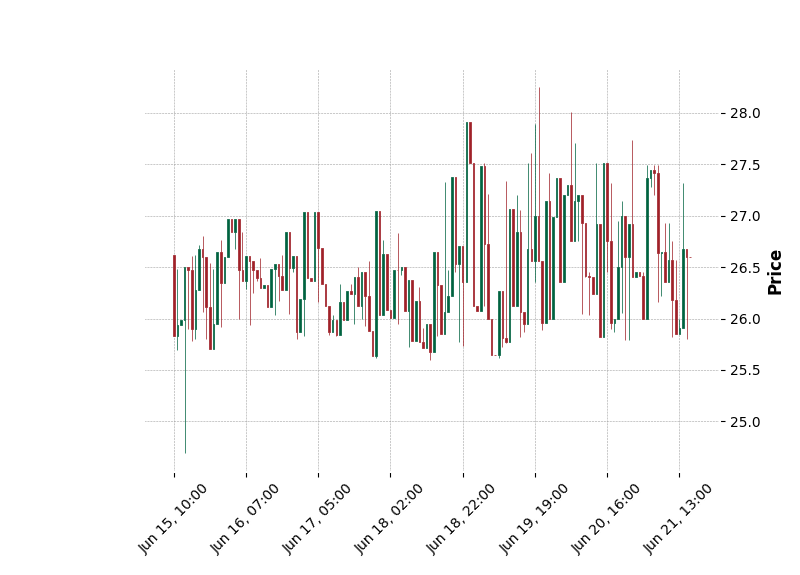 28.0
27.5
27.0
26.5
26.0
25.5
25.0
Price
Jun 15, 10:00
Jun 16, 07:00
Jun 17, 05:00
Jun 18, 02:00
Jun 18, 22:00
Jun 19, 19:00
Jun 20, 16:00
Jun 21, 13:00